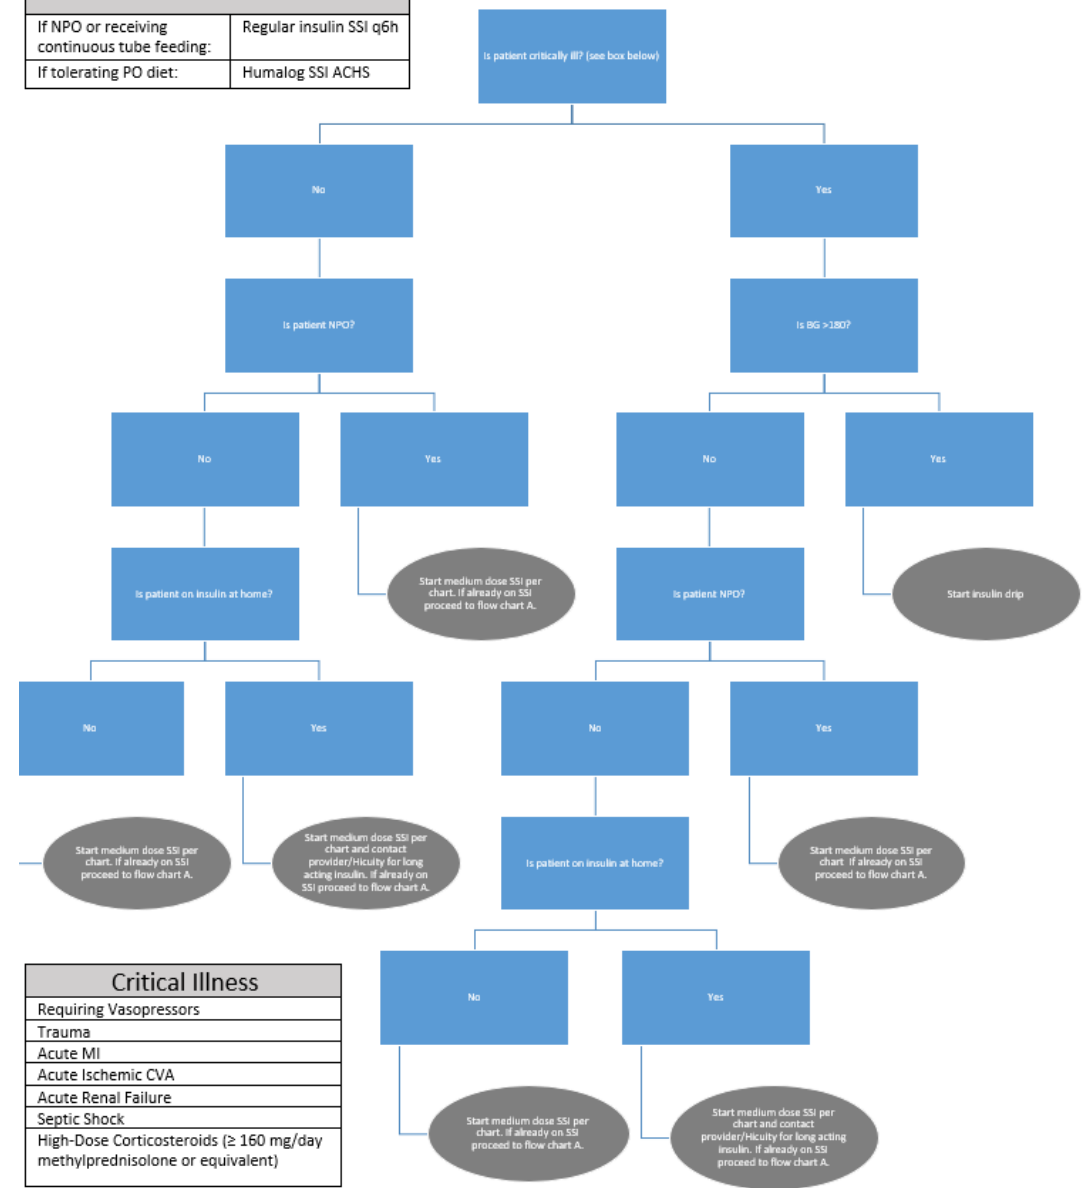 If NPO or receiving
continuous tube feeding:
Regular insulin SSI q6h
If tolerating PO diet:
Humalog SSI ACHS
Is patient critically ill? (see box below)
No
Yes
Is patient NPO?
Is BG >180?
No
Yes
No
Yes
Is patient on insulin at home?
Start medium dose SSI per
chart. If already on SSI
proceed to flow chart A.
Is patient NPO?
Start insulin drip
No
Yes
No
Yes
Start medium dose SSI per
chart. If already on SSI
proceed to flow chart A.
Start medium dose SSI per
chart and contact
provider/Hicuity for long
acting insulin. If already on
SSI proceed to flow chart A.
Is patient on insulin at home?
Start medium dose SSI per
chart  If already on SSI
proceed to flow chart A.
No
Yes
Start medium dose SSI per
chart. If already on SSI
proceed to flow chart A.
Start medium dose SSI per
chart and contact
provider/Hicuity for long acting
insulin. If already on SSI
proceed to flow chart A.
Critical Illness
Requiring Vasopressors
Trauma
Acute MI
Acute Ischemic CVA
Acute Renal Failure
Septic Shock
High-Dose Corticosteroids (≥ 160 mg/day
methylprednisolone or equivalent)